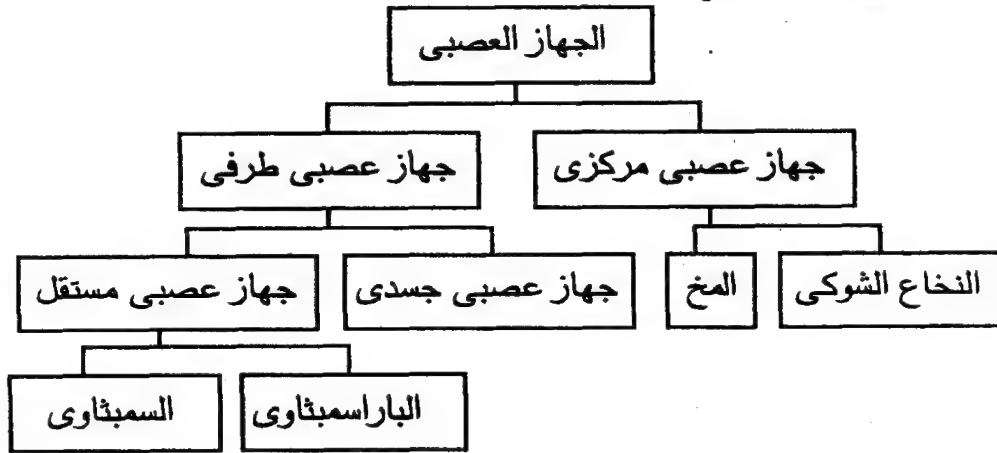 الجهاز العصبى
جهاز عصبى مركزى
جهاز عصبى طرفى
النخاع الشوكى
المخ
جهاز عصبى جسدى
جهاز عصبى مستقل
الباراسمبثاوى
السمبثاوى